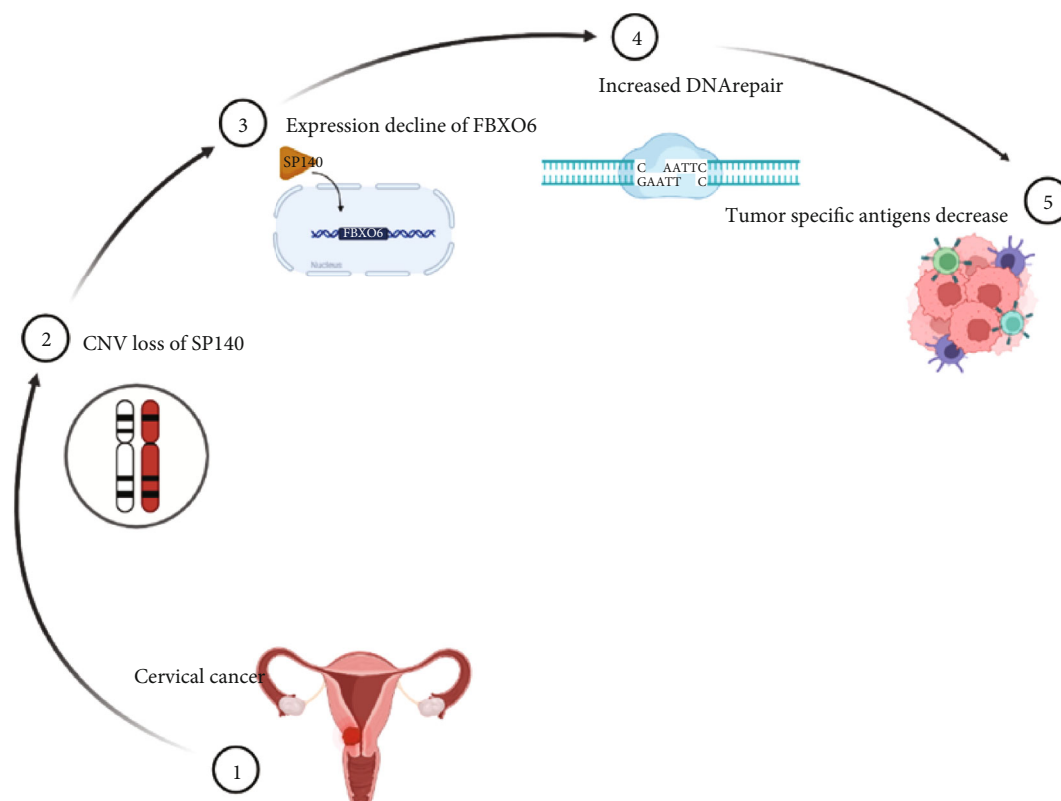 1
Cervical cancer
2
CNV loss of SP140
3
Expression decline of FBXO6
SP140
FBXO6
Nucleus
4
Increased DNArepair
C AATTC
GAATT C
5
Tumor specific antigens decrease